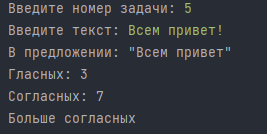 Введите номер задачи: 5
Введите текст: Всем привет!
В предложении: "Всем привет"
Гласных: 3
Согласных: 7
Больше согласных